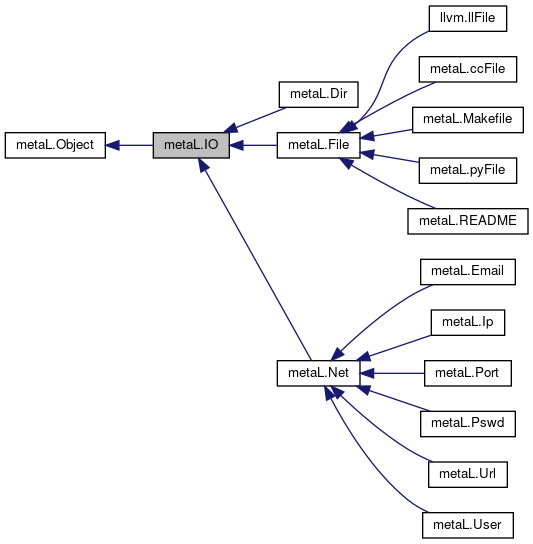 metaL.Object
metaL.IO
metaL.Dir
metaL.File
llvm.llFile
metaL.ccFile
metaL.Makefile
metaL.pyFile
metaL.README
metaL.Net
metaL.Email
metaL.Ip
metaL.Port
metaL.Pswd
metaL.Url
metaL.User